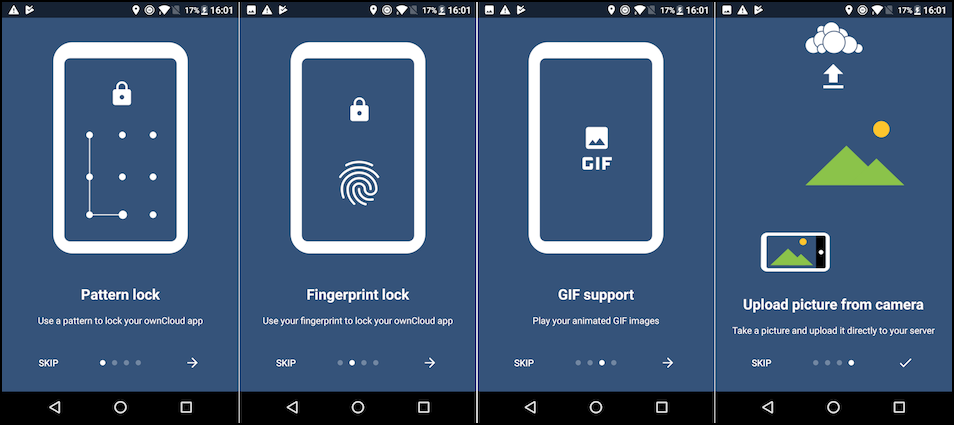 17% 16:01
Pattern lock
Use a pattern to lock your ownCloud app
SKIP
17% 16:01
Fingerprint lock
Use your fingerprint to lock your ownCloud app
SKIP
17% 16:01
GIF
GIF support
Play your animated GIF images
SKIP
17% 16:01
Upload picture from camera
Take a picture and upload it directly to your server
SKIP